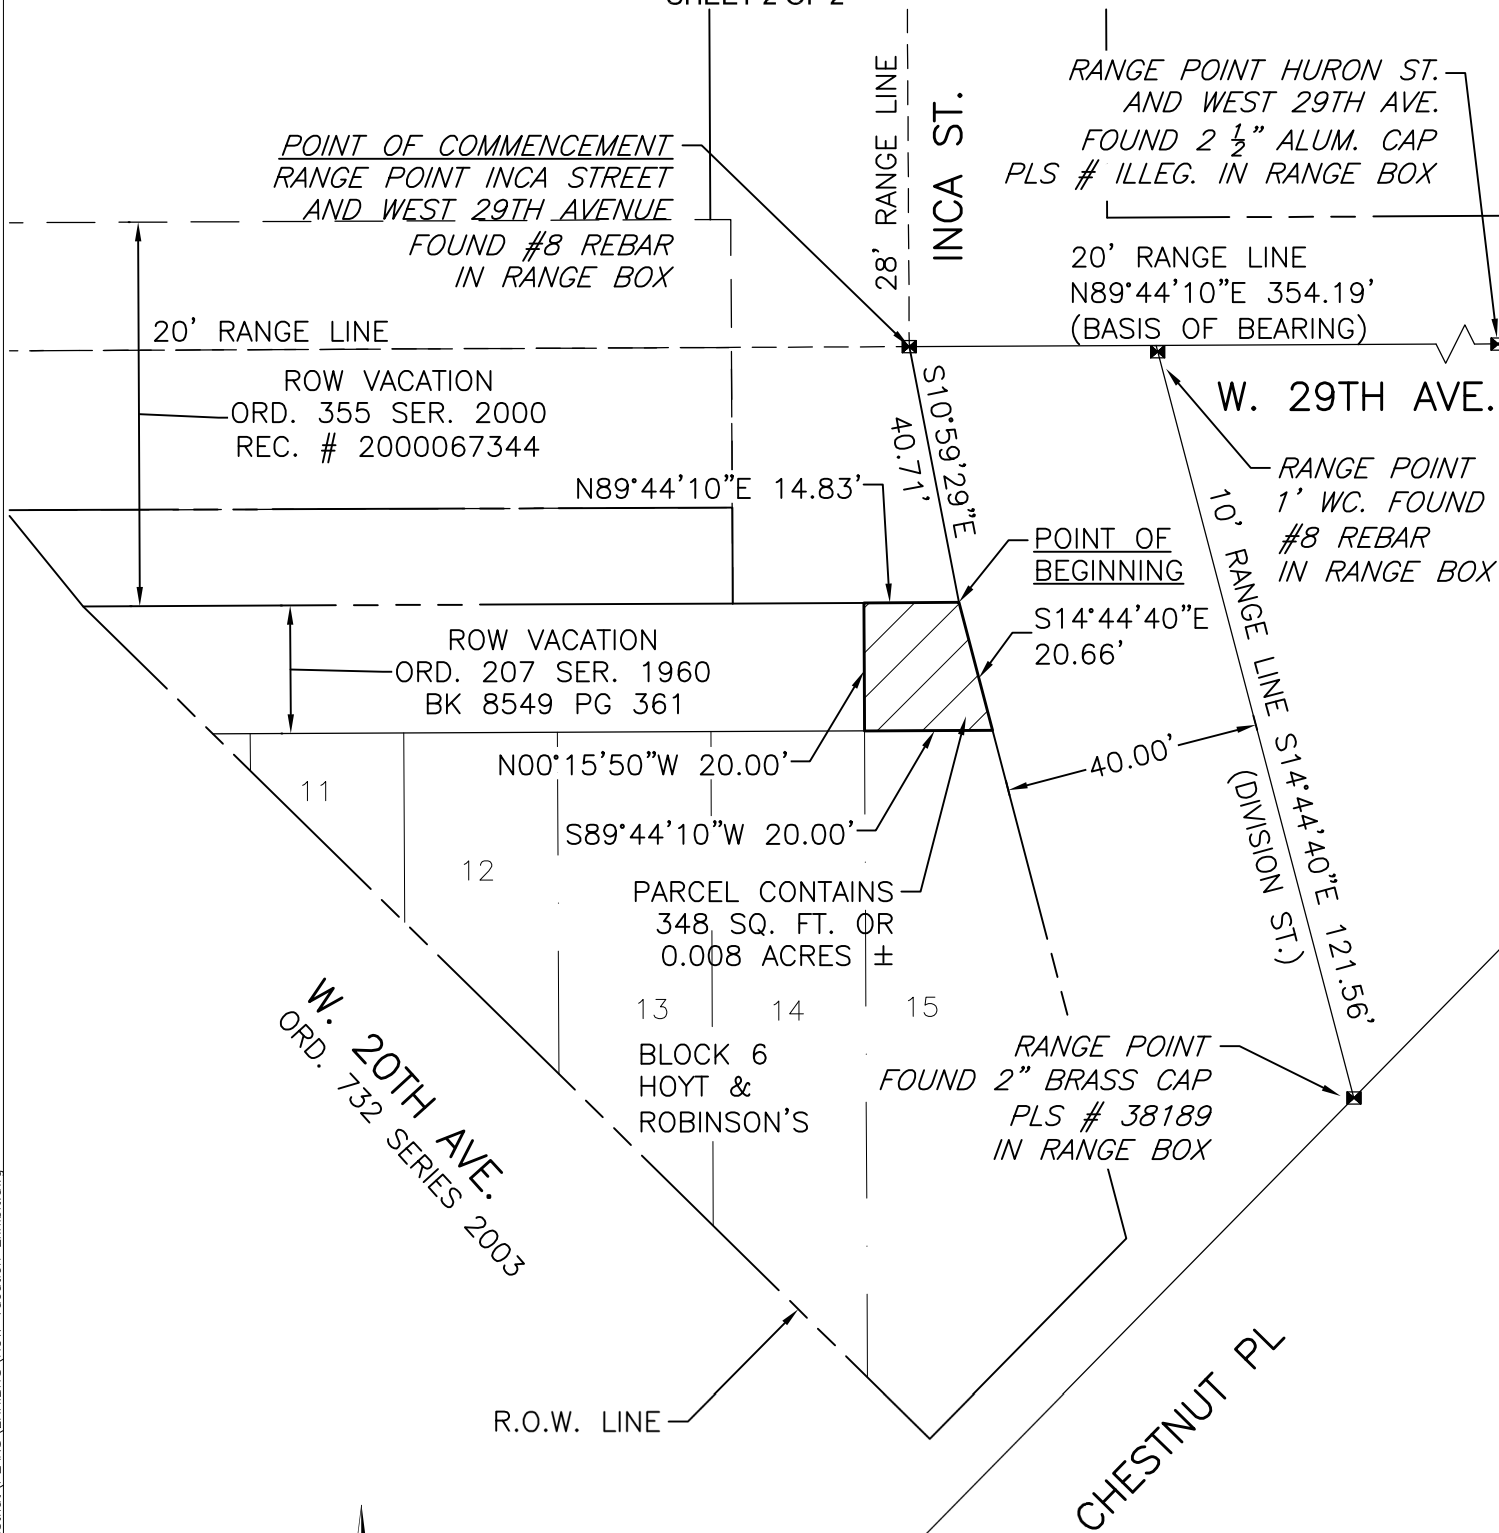 SHEET 2 OF 2
POINT OF COMMENCEMENT
RANGE POINT INCA STREET
AND WEST 29TH AVENUE
FOUND #8 REBAR
IN RANGE BOX
28' RANGE LINE
INCA ST.
RANGE POINT HURON ST.
AND WEST 29TH AVE.
FOUND 2 ½" ALUM. CAP
PLS # ILLEG. IN RANGE BOX
20' RANGE LINE
N89°44'10"E 354.19'
(BASIS OF BEARING)
20' RANGE LINE
ROW VACATION
ORD. 355 SER. 2000
REC. # 2000067344
S10°59'29"E
40.71'
W. 29TH AVE.
RANGE POINT
1' WC. FOUND
#8 REBAR
IN RANGE BOX
N89°44'10"E 14.83'
POINT OF
BEGINNING
S14°44'40"E
20.66'
10' RANGE LINE S14°44'40"E 121.56'
(DIVISION ST.)
ROW VACATION
ORD. 207 SER. 1960
BK 8549 PG 361
N00°15'50"W 20.00'
40.00'
11
S89°44'10"W 20.00'
12
PARCEL CONTAINS
348 SQ. FT. OR
0.008 ACRES ±
13
14
15
BLOCK 6
HOYT &
ROBINSON'S
W. 20TH AVE.
ORD. 732 SERIES 2003
RANGE POINT
FOUND 2" BRASS CAP
PLS # 38189
IN RANGE BOX
R.O.W. LINE
CHESTNUT PL